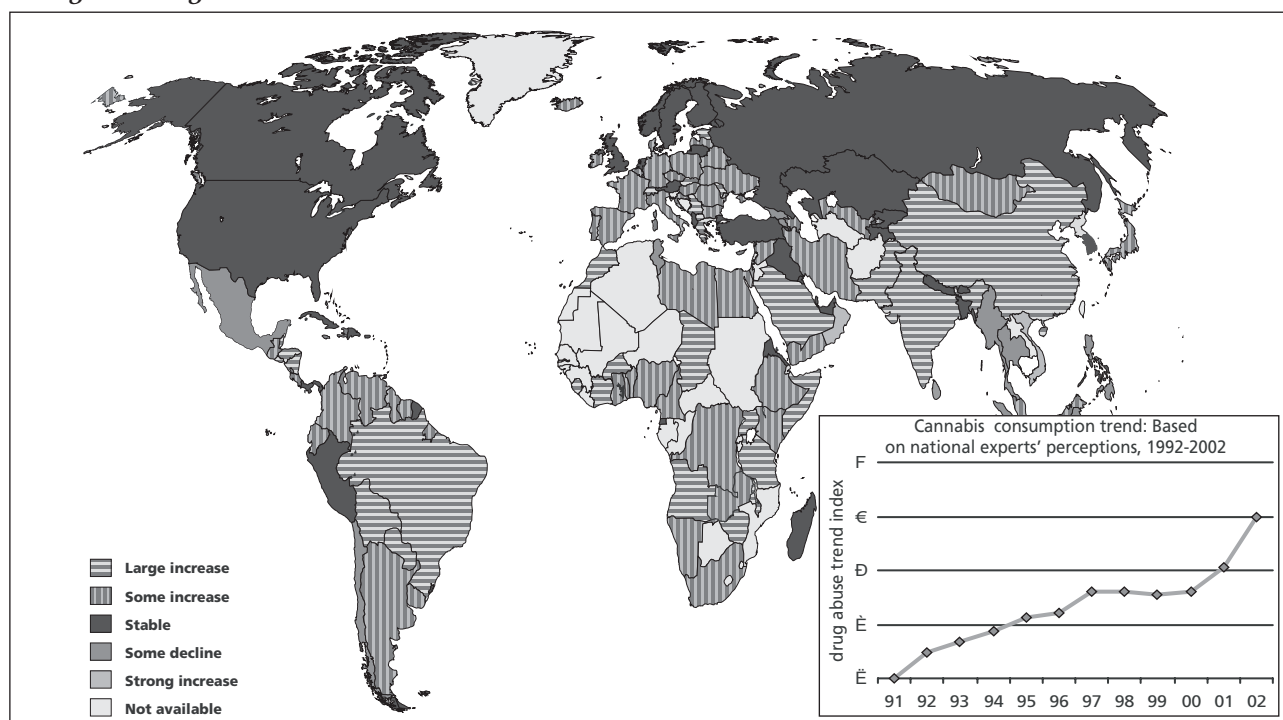 Large increase
Some increase
Stable
Some decline
Strong increase
Not available
Cannabis consumption trend: Based
on national experts' perceptions, 1992-2002
drug abuse trend index
F
€
Ð
È
Ë
91 92 93 94 95 96 97 98 99 00 01 02